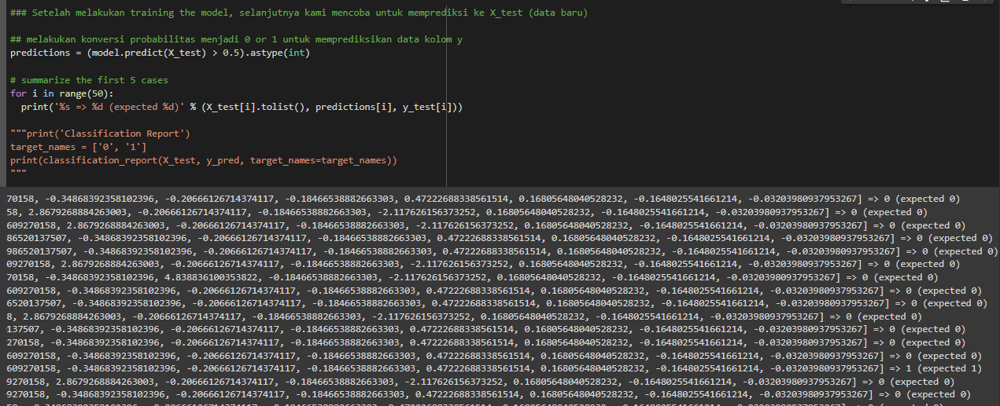 ### Setelah melakukan training the model, selanjutnya kami mencoba untuk memprediksi ke X_test (data baru)
## melakukan konversi probabilitas menjadi 0 or 1 untuk memprediksikan data kolom y
predictions = (model.predict(X_test) > 0.5).astype(int)
# summarize the first 5 cases
for i in range(50):
  print('%s => %d (expected %d)' % (X_test[i].tolist(), predictions[i], y_test[i]))
"""print('Classification Report')
target_names = ['0', '1']
print(classification_report(X_test, y_pred, target_names=target_names))
"""
70158, -0.34868392358102396, -0.20666126714374117, -0.18466538882663303, 0.47222688338561514, 0.16805648040528232, -0.1648025541661214, -0.03203980937953267] => 0 (expected 0)
58, 2.8679268884263003, -0.20666126714374117, -0.18466538882663303, -2.117626156373252, 0.16805648040528232, -0.1648025541661214, -0.03203980937953267] => 0 (expected 0)
609270158, 2.8679268884263003, -0.20666126714374117, -0.18466538882663303, -2.117626156373252, 0.16805648040528232, -0.1648025541661214, -0.03203980937953267] => 0 (expected 0)
86520137507, -0.34868392358102396, -0.20666126714374117, -0.18466538882663303, 0.47222688338561514, 0.16805648040528232, -0.1648025541661214, -0.03203980937953267] => 0 (expected 0)
986520137507, -0.34868392358102396, -0.20666126714374117, -0.18466538882663303, 0.47222688338561514, 0.16805648040528232, -0.1648025541661214, -0.03203980937953267] => 0 (expected 0)
09270158, 2.8679268884263003, -0.20666126714374117, -0.18466538882663303, -2.117626156373252, 0.16805648040528232, -0.1648025541661214, -0.03203980937953267] => 0 (expected 0)
70158, -0.34868392358102396, 4.838836100353822, -0.18466538882663303, -2.117626156373252, 0.16805648040528232, -0.1648025541661214, -0.03203980937953267] => 0 (expected 0)
609270158, -0.34868392358102396, -0.20666126714374117, -0.18466538882663303, 0.47222688338561514, 0.16805648040528232, -0.1648025541661214, -0.03203980937953267] => 0 (expected 0)
6520137507, -0.34868392358102396, -0.20666126714374117, -0.18466538882663303, 0.47222688338561514, 0.16805648040528232, -0.1648025541661214, -0.03203980937953267] => 0 (expected 0)
8, 2.8679268884263003, -0.20666126714374117, -0.18466538882663303, -2.117626156373252, 0.16805648040528232, -0.1648025541661214, -0.03203980937953267] => 0 (expected 0)
137507, -0.34868392358102396, -0.20666126714374117, -0.18466538882663303, 0.47222688338561514, 0.16805648040528232, -0.1648025541661214, -0.03203980937953267] => 0 (expected 0)
270158, -0.34868392358102396, -0.20666126714374117, -0.18466538882663303, 0.47222688338561514, 0.16805648040528232, -0.1648025541661214, -0.03203980937953267] => 0 (expected 0)
609270158, -0.34868392358102396, -0.20666126714374117, -0.18466538882663303, 0.47222688338561514, 0.16805648040528232, -0.1648025541661214, -0.03203980937953267] => 0 (expected 0)
609270158, -0.34868392358102396, -0.20666126714374117, -0.18466538882663303, 0.47222688338561514, 0.16805648040528232, -0.1648025541661214, -0.03203980937953267] => 1 (expected 1)
9270158, 2.8679268884263003, -0.20666126714374117, -0.18466538882663303, -2.117626156373252, 0.16805648040528232, -0.1648025541661214, -0.03203980937953267] => 0 (expected 0)
9270158, -0.34868392358102396, -0.20666126714374117, -0.18466538882663303, 0.47222688338561514, 0.16805648040528232, -0.1648025541661214, -0.03203980937953267] => 0 (expected 0)